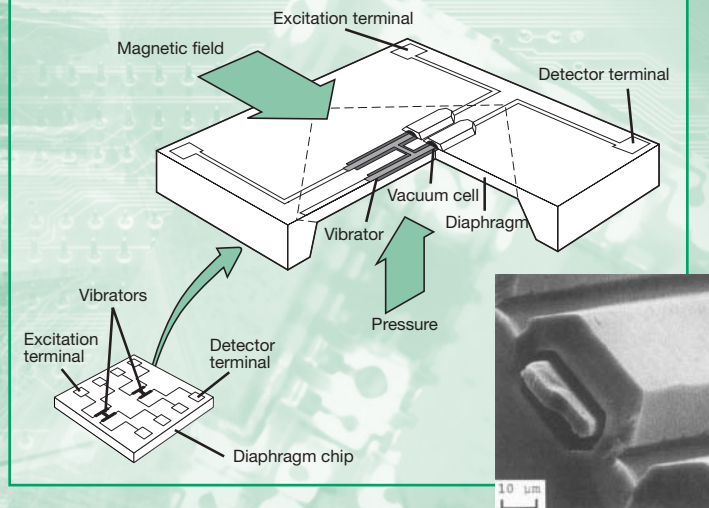 Excitation terminal
Magnetic field
Detector terminal
Vacuum cell
Diaphragm
Vibrator
Pressure
Vibrators
Excitation
terminal
Detector
terminal
Diaphragm chip
10 µm